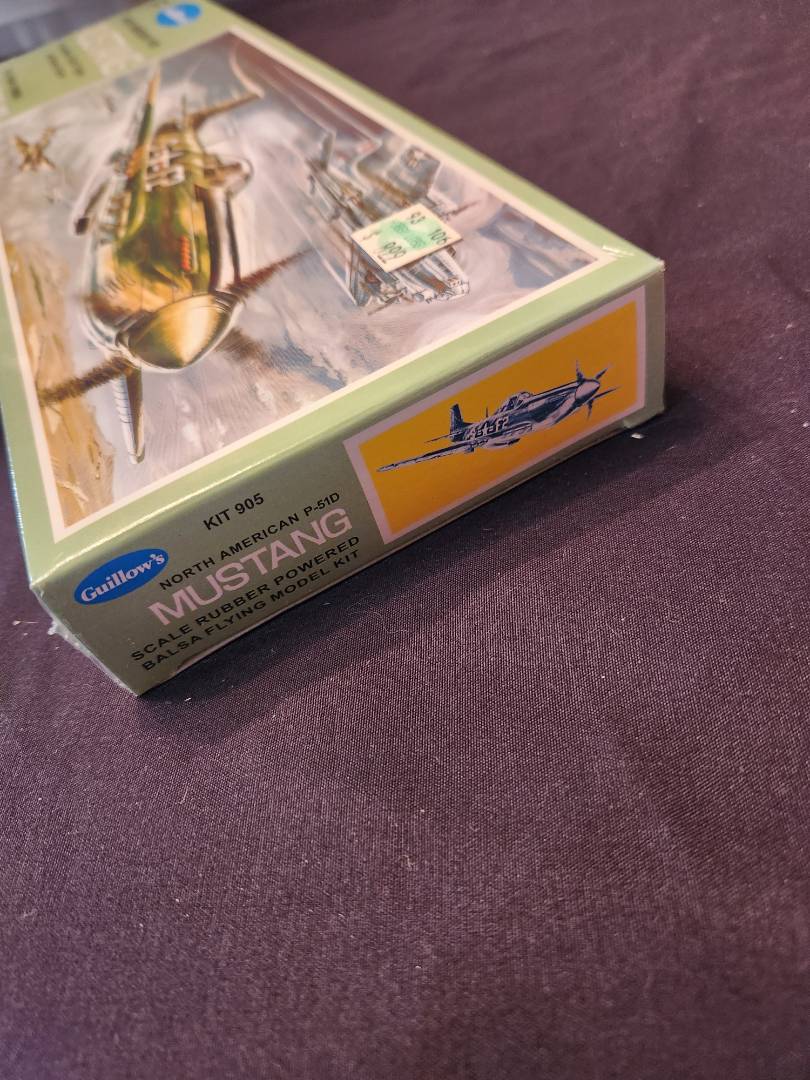 KIT 905
Guillow's
NORTH AMERICAN P-51D
MUSTANG
SCALE RUBBER POWERED
BALSA FLYING MODEL KIT